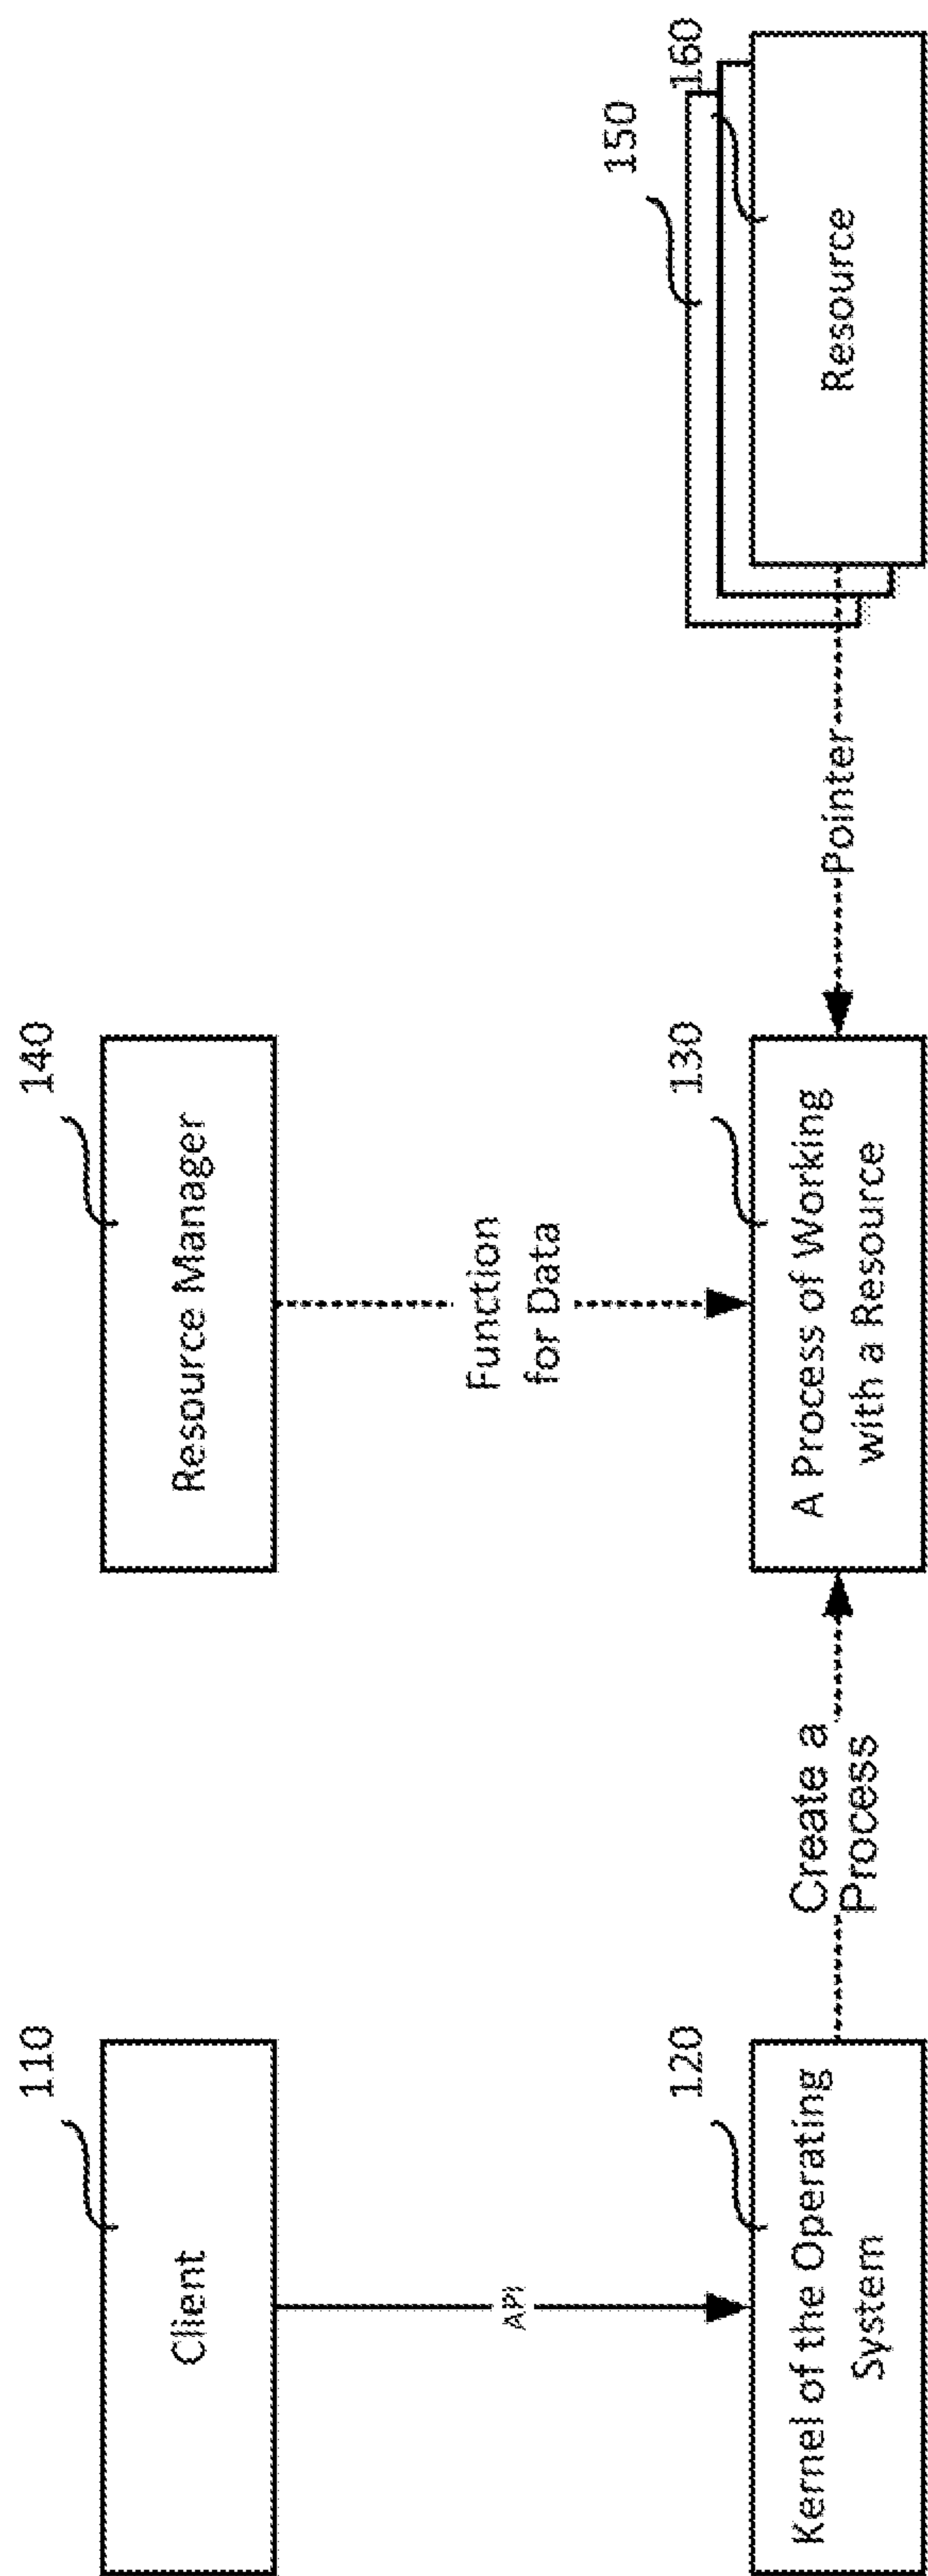 110
Client
API
120
Kernel of the Operating
System
Create a
Process
140
Resource Manager
Function
for Data
130
A Process of Working
with a Resource
Pointer
150
160
Resource